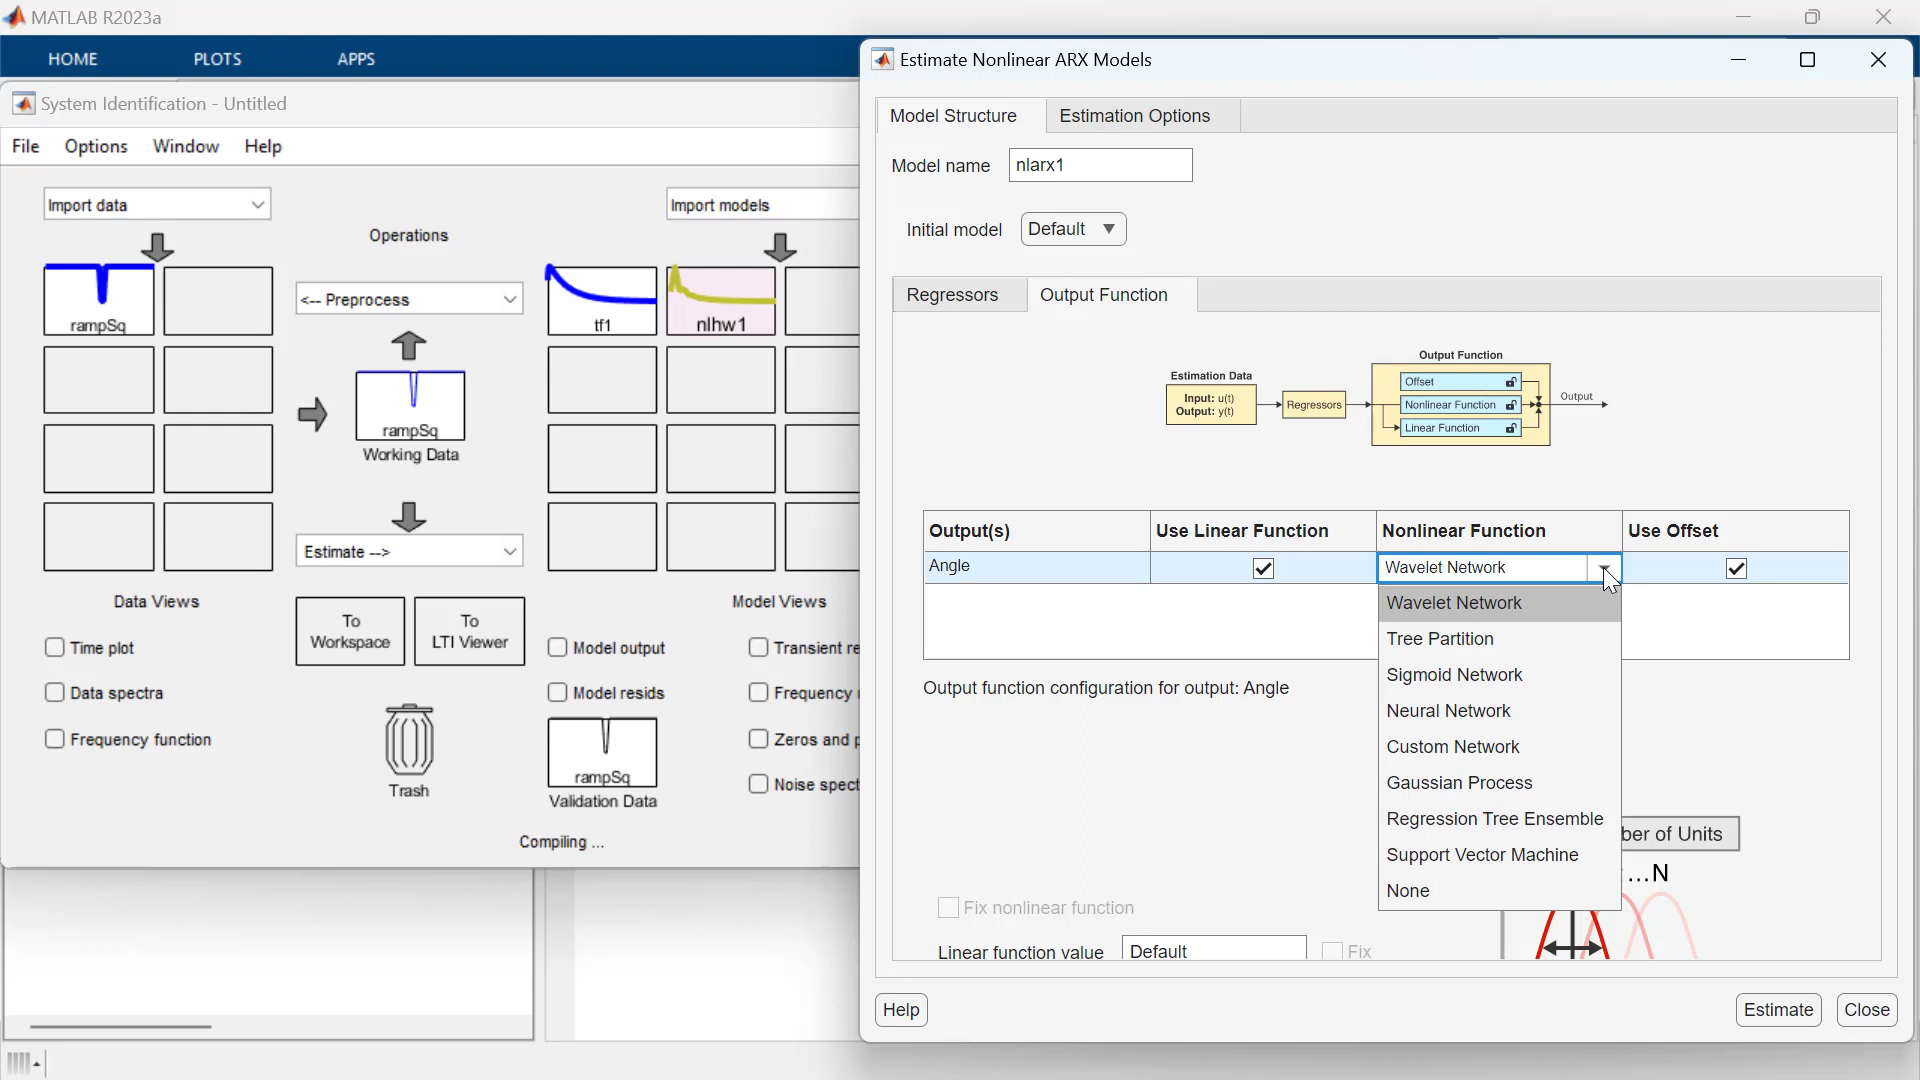 MATLAB R2023a
HOME PLOTS APPS
System Identification - Untitled
File Options Window Help
Import data
Operations
Import models
rampSq
<-- Preprocess
tf1
nlhw1
rampSq
Working Data
Estimate -->
Data Views
Model Views
To
Workspace
To
LTI Viewer
Time plot
Model output
Transient re
Data spectra
Model resids
Frequency
Frequency function
Zeros and p
Trash
rampSq
Validation Data
Noise spect
Compiling ...
Estimate Nonlinear ARX Models
Model Structure Estimation Options
Model name nlarx1
Initial model Default
Regressors Output Function
Output Function
Estimation Data
Input: u(t)
Output: y(t)
Regressors
Offset
Nonlinear Function
Linear Function
Output
Output(s) Use Linear Function Nonlinear Function Use Offset
Angle Wavelet Network
Wavelet Network
Tree Partition
Sigmoid Network
Neural Network
Custom Network
Gaussian Process
Regression Tree Ensemble
Support Vector Machine
None
Output function configuration for output: Angle
ber of Units
...N
Fix nonlinear function
Linear function value Default Fix
Help Estimate Close